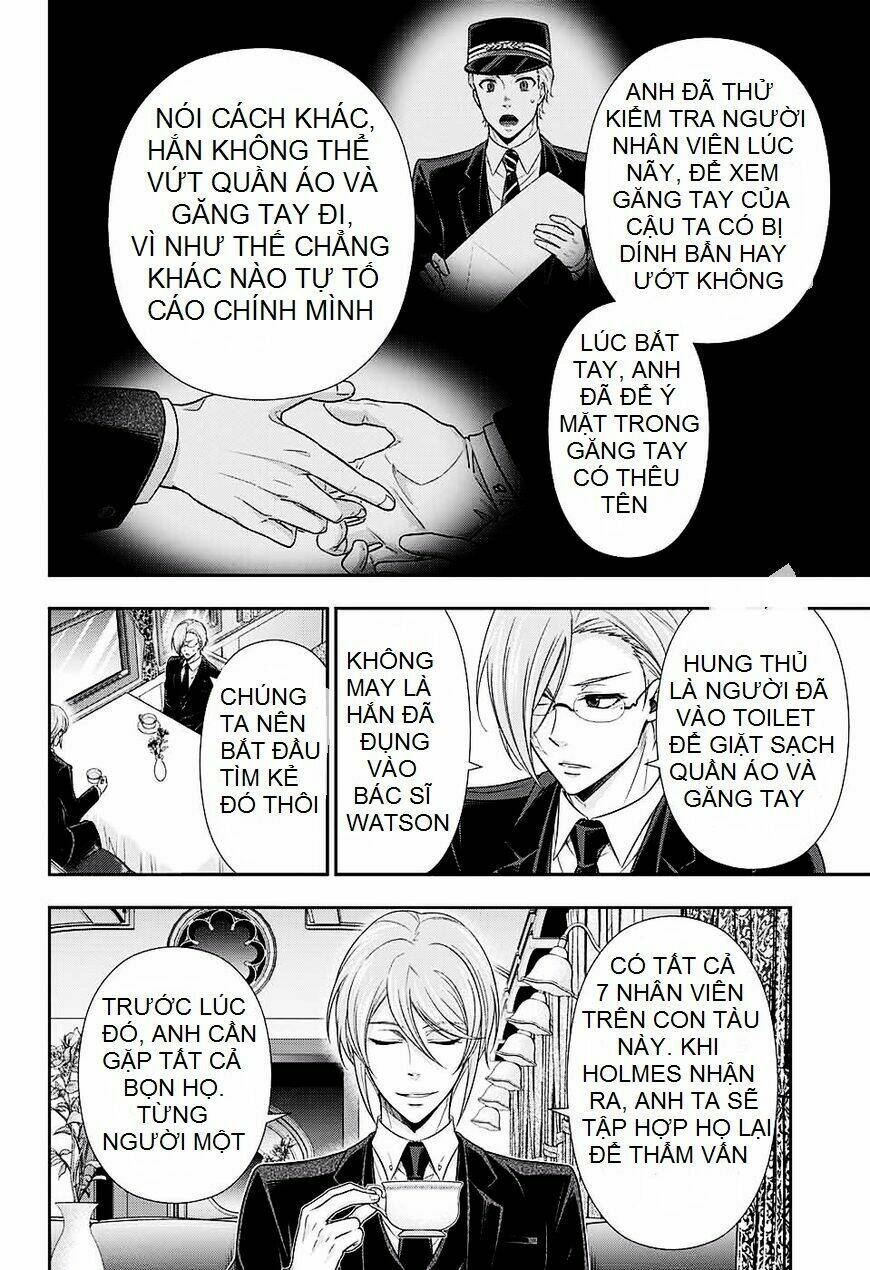 ANH ĐÃ THỬ
KIỂM TRA NGƯỜI
NHÂN VIÊN LÚC
NÃY, ĐỂ XEM
GĂNG TAY CỦA
CẬU TA CÓ BỊ
DÍNH BẨN HAY
ƯỚT KHÔNG
LÚC BẮT
TAY, ANH
ĐÃ ĐỂ Ý
MẶT TRONG
GĂNG TAY
CÓ THÊU
TÊN
NÓI CÁCH KHÁC,
HẮN KHÔNG THỂ
VỨT QUẦN ÁO VÀ
GĂNG TAY ĐI,
VÌ NHƯ THẾ CHẲNG
KHÁC NÀO TỰ TỐ
CÁO CHÍNH MÌNH
HUNG THỦ
LÀ NGƯỜI ĐÃ
VÀO TOILET
ĐỂ GIẶT SẠCH
QUẦN ÁO VÀ
GĂNG TAY
KHÔNG
MAY LÀ
HẮN ĐÃ
ĐỤNG
VÀO
BÁC SĨ
WATSON
CHÚNG
TA NÊN
BẮT ĐẦU
TÌM KẺ
ĐÓ THÔI
CÓ TẤT CẢ
7 NHÂN VIÊN
TRÊN CON TÀU
NÀY. KHI
HOLMES NHẬN
RA, ANH TA SẼ
TẬP HỢP HỌ LẠI
ĐỂ THẨM VẤN
TRƯỚC LÚC
ĐÓ, ANH CẦN
GẶP TẤT CẢ
BỌN HỌ.
TỪNG
NGƯỜI MỘT